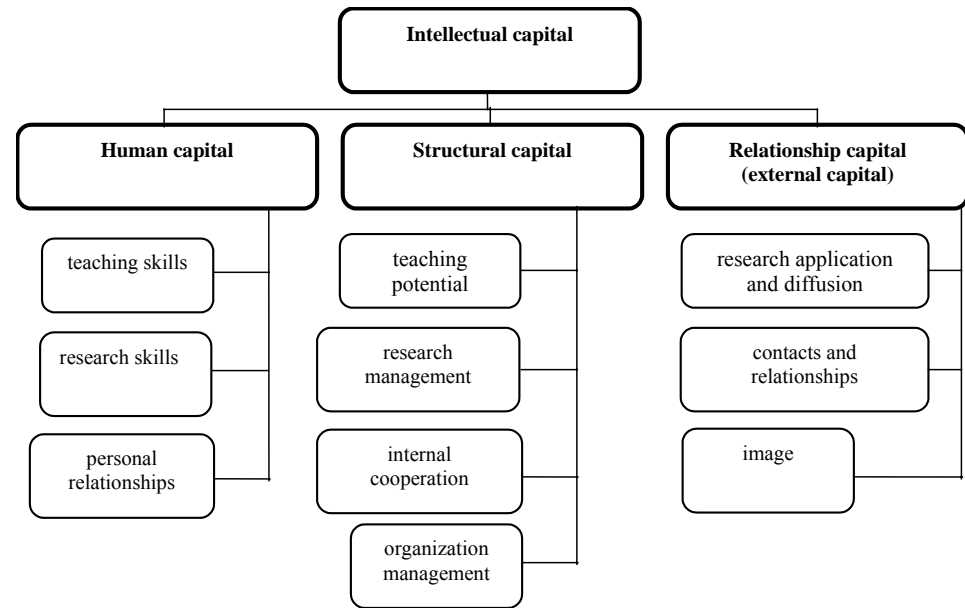 Intellectual capital
Human capital
Structural capital
Relationship capital
(external capital)
teaching skills
research skills
personal
relationships
teaching
potential
research
management
internal
cooperation
organization
management
research application
and diffusion
contacts and
relationships
image